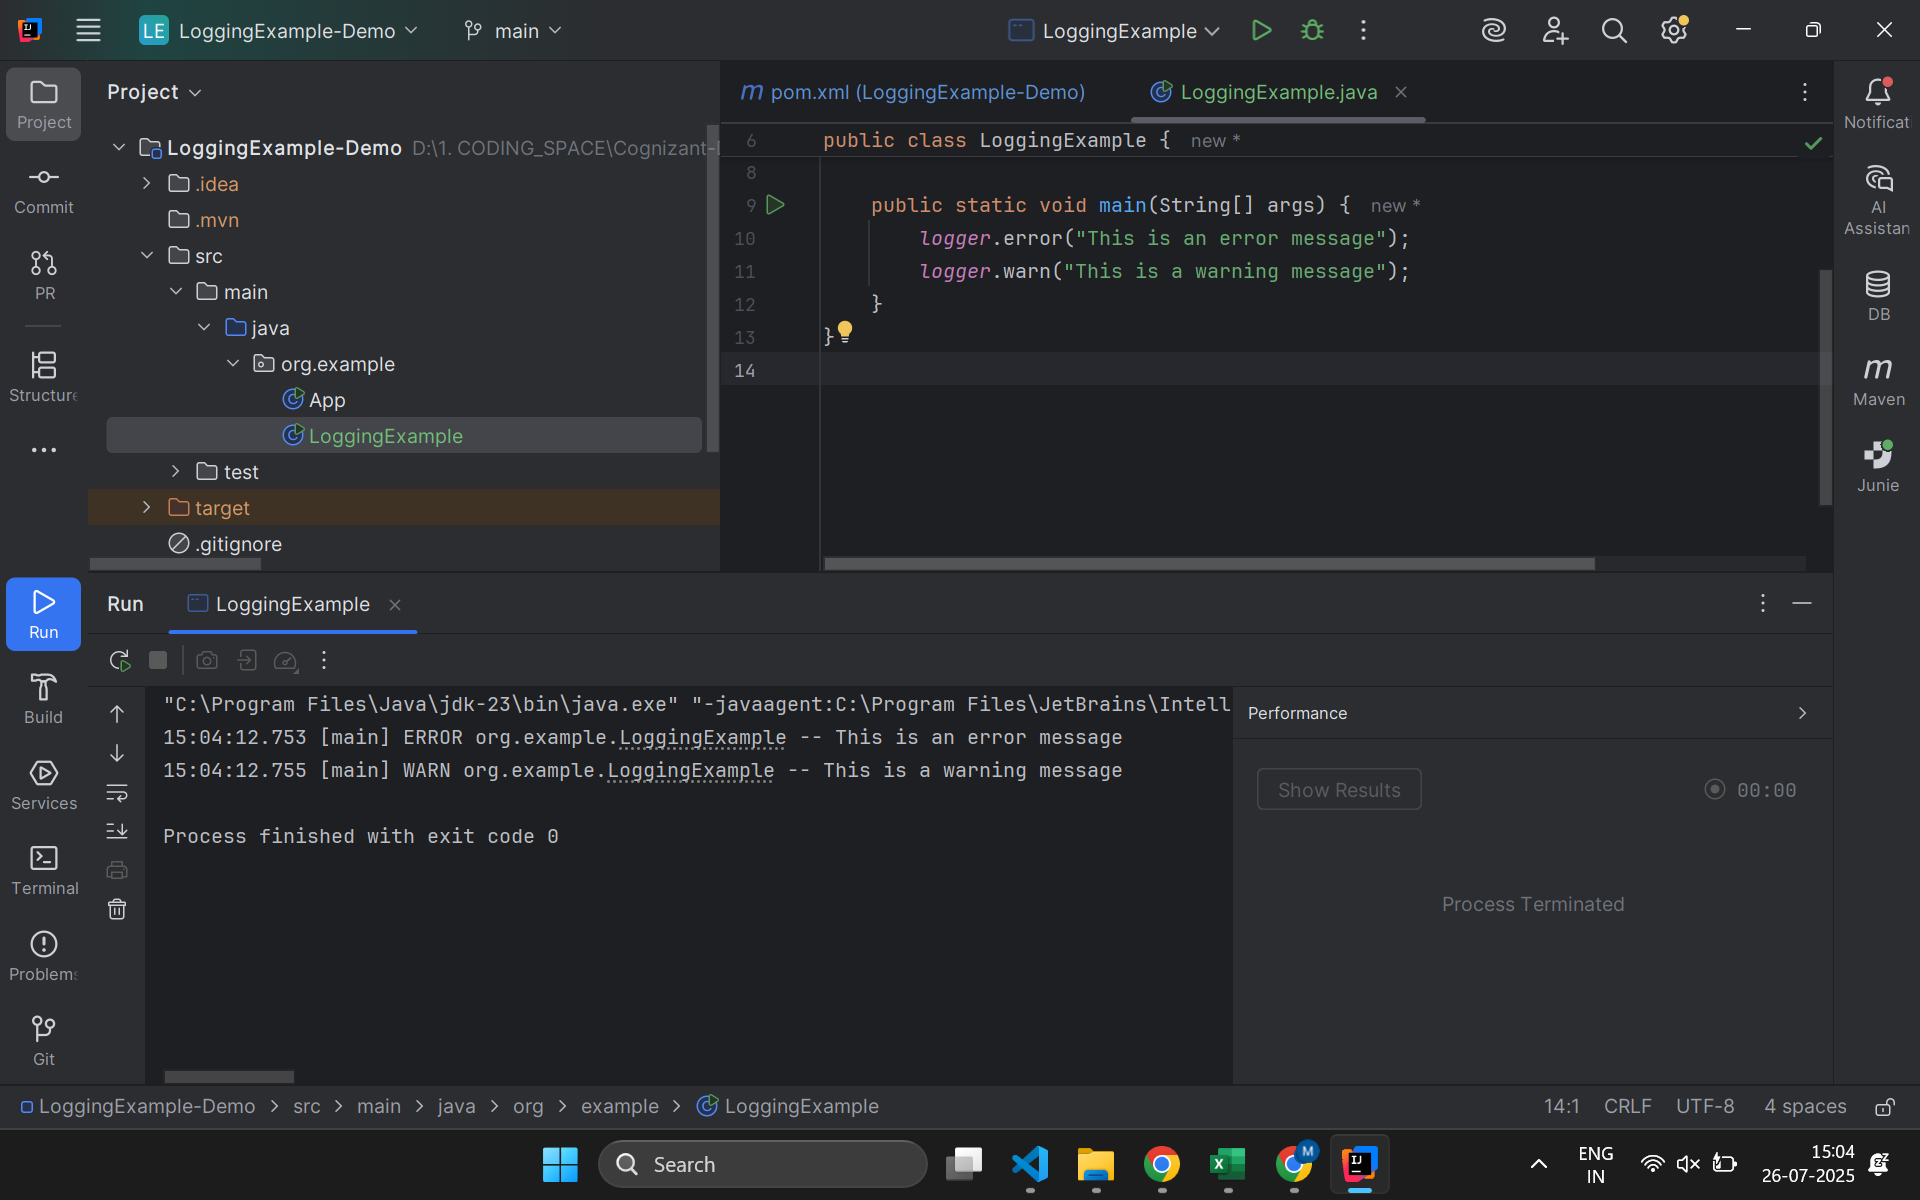 LE LoggingExample-Demo main LoggingExample
Project
Commit
PR
Structure
Run
Build
Services
Terminal
Problems
Git
Project
LoggingExample-Demo D:\1. CODING_SPACE\Cognizant-
.idea
.mvn
src
main
java
org.example
App
LoggingExample
test
target
.gitignore
m pom.xml (LoggingExample-Demo) LoggingExample.java
6 public class LoggingExample { new *
8
9 public static void main(String[] args) { new *
10 logger.error("This is an error message");
11 logger.warn("This is a warning message");
12 }
13 }
14
Notificati
AI
Assistan
DB
m
Maven
Junie
Run LoggingExample
"C:\Program Files\Java\jdk-23\bin\java.exe" "-javaagent:C:\Program Files\JetBrains\Intell
15:04:12.753 [main] ERROR org.example.LoggingExample -- This is an error message
15:04:12.755 [main] WARN org.example.LoggingExample -- This is a warning message
Process finished with exit code 0
Performance
Show Results 00:00
Process Terminated
LoggingExample-Demo > src > main > java > org > example > LoggingExample
14:1 CRLF UTF-8 4 spaces
Search
M
IJ
ENG
IN
15:04
26-07-2025